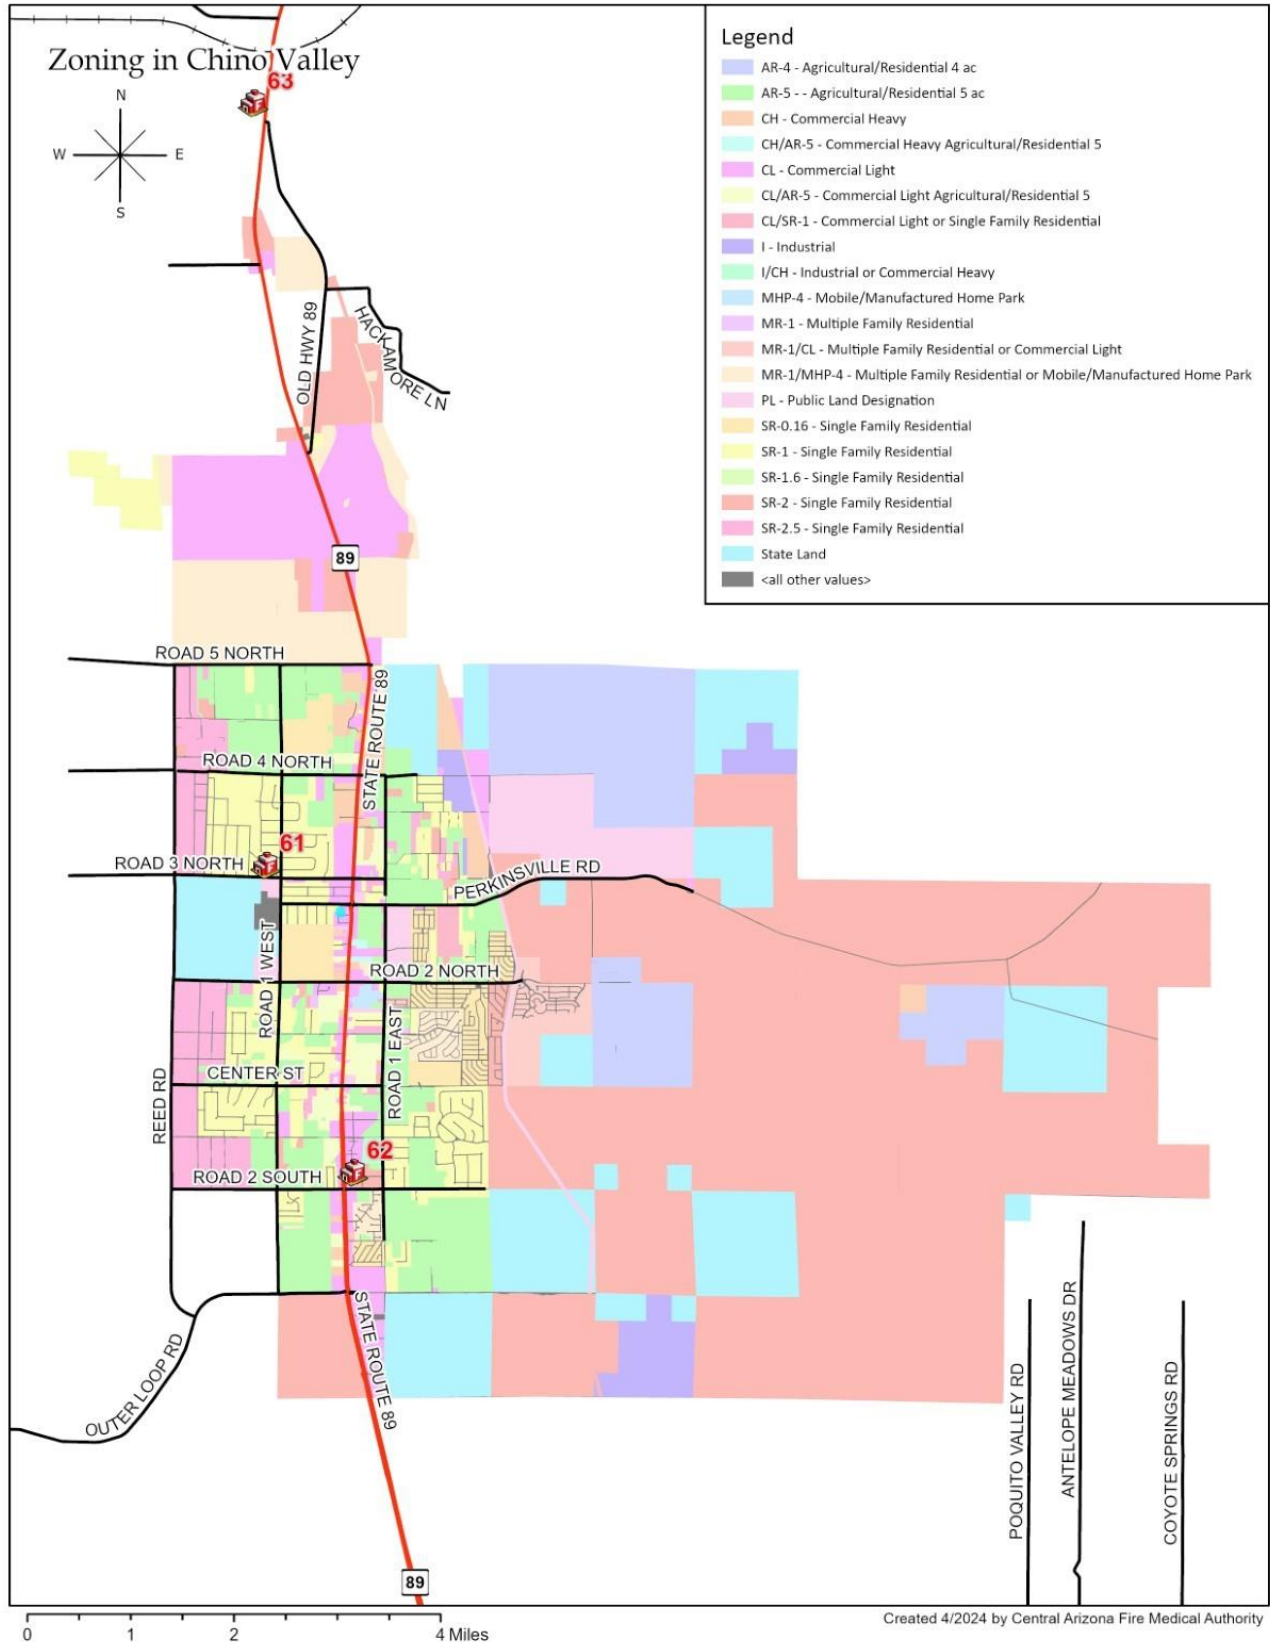 Zoning in Chino Valley
63
N
W E
S
Legend
AR-4 - Agricultural/Residential 4 ac
AR-5 - - Agricultural/Residential 5 ac
CH - Commercial Heavy
CH/AR-5 - Commercial Heavy Agricultural/Residential 5
CL - Commercial Light
CL/AR-5 - Commercial Light Agricultural/Residential 5
CL/SR-1 - Commercial Light or Single Family Residential
I - Industrial
I/CH - Industrial or Commercial Heavy
MHP-4 - Mobile/Manufactured Home Park
MR-1 - Multiple Family Residential
MR-1/CL - Multiple Family Residential or Commercial Light
MR-1/MHP-4 - Multiple Family Residential or Mobile/Manufactured Home Park
PL - Public Land Designation
SR-0.16 - Single Family Residential
SR-1 - Single Family Residential
SR-1.6 - Single Family Residential
SR-2 - Single Family Residential
SR-2.5 - Single Family Residential
State Land
<all other values>
OLD HWY 89
HACKAMORE LN
89
ROAD 5 NORTH
STATE ROUTE 89
ROAD 4 NORTH
61
ROAD 3 NORTH
PERKINSVILLE RD
ROAD 1 WEST
ROAD 2 NORTH
ROAD 1 EAST
CENTER ST
REED RD
62
ROAD 2 SOUTH
STATE ROUTE 89
OUTER LOOP RD
POQUITO VALLEY RD
ANTELOPE MEADOWS DR
COYOTE SPRINGS RD
89
0 1 2 4 Miles
Created 4/2024 by Central Arizona Fire Medical Authority